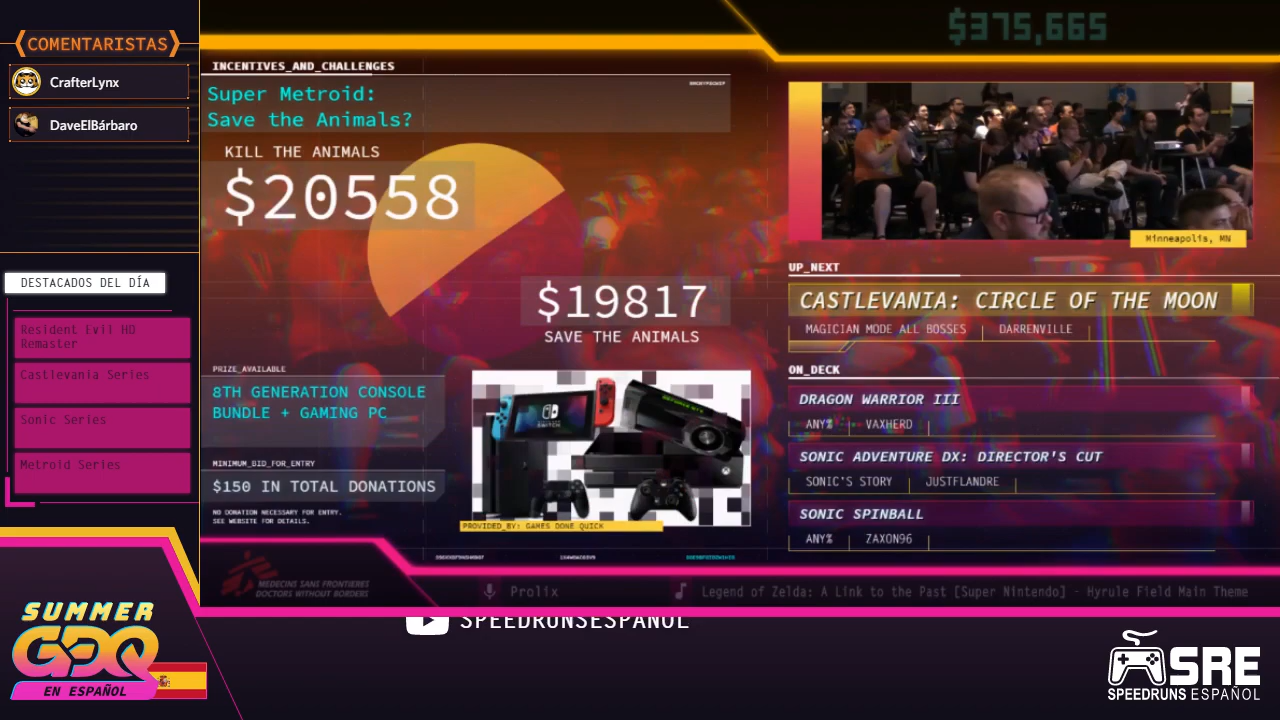 COMENTARISTAS
CrafterLynx
DaveElBárbaro
DESTACADOS DEL DÍA
Resident Evil HD
Remaster
Castlevania Series
Sonic Series
Metroid Series
SUMMER
GDQ
EN ESPAÑOL
$375,665
INCENTIVES_AND_CHALLENGES
Super Metroid:
Save the Animals?
KILL THE ANIMALS
$20558
$19817
SAVE THE ANIMALS
PRIZE_AVAILABLE
8TH GENERATION CONSOLE
BUNDLE + GAMING PC
MINIMUM_BID_FOR_ENTRY
$150 IN TOTAL DONATIONS
NO DONATION NECESSARY FOR ENTRY.
SEE WEBSITE FOR DETAILS.
PROVIDED_BY: GAMES DONE QUICK
Minneapolis, MN
UP_NEXT
CASTLEVANIA: CIRCLE OF THE MOON
MAGICIAN MODE ALL BOSSES
DARRENVILLE
ON_DECK
DRAGON WARRIOR III
ANY%
VAXHERD
SONIC ADVENTURE DX: DIRECTOR'S CUT
SONIC'S STORY
JUSTFLANDRE
SONIC SPINBALL
ANY%
ZAXON96
MEDECINS SANS FRONTIERES
DOCTORS WITHOUT BORDERS
Prolix
Legend of Zelda: A Link to the Past [Super Nintendo] - Hyrule Field Main Theme
SPEEDRUNSESPAÑOL
SRE
SPEEDRUNS ESPAÑOL